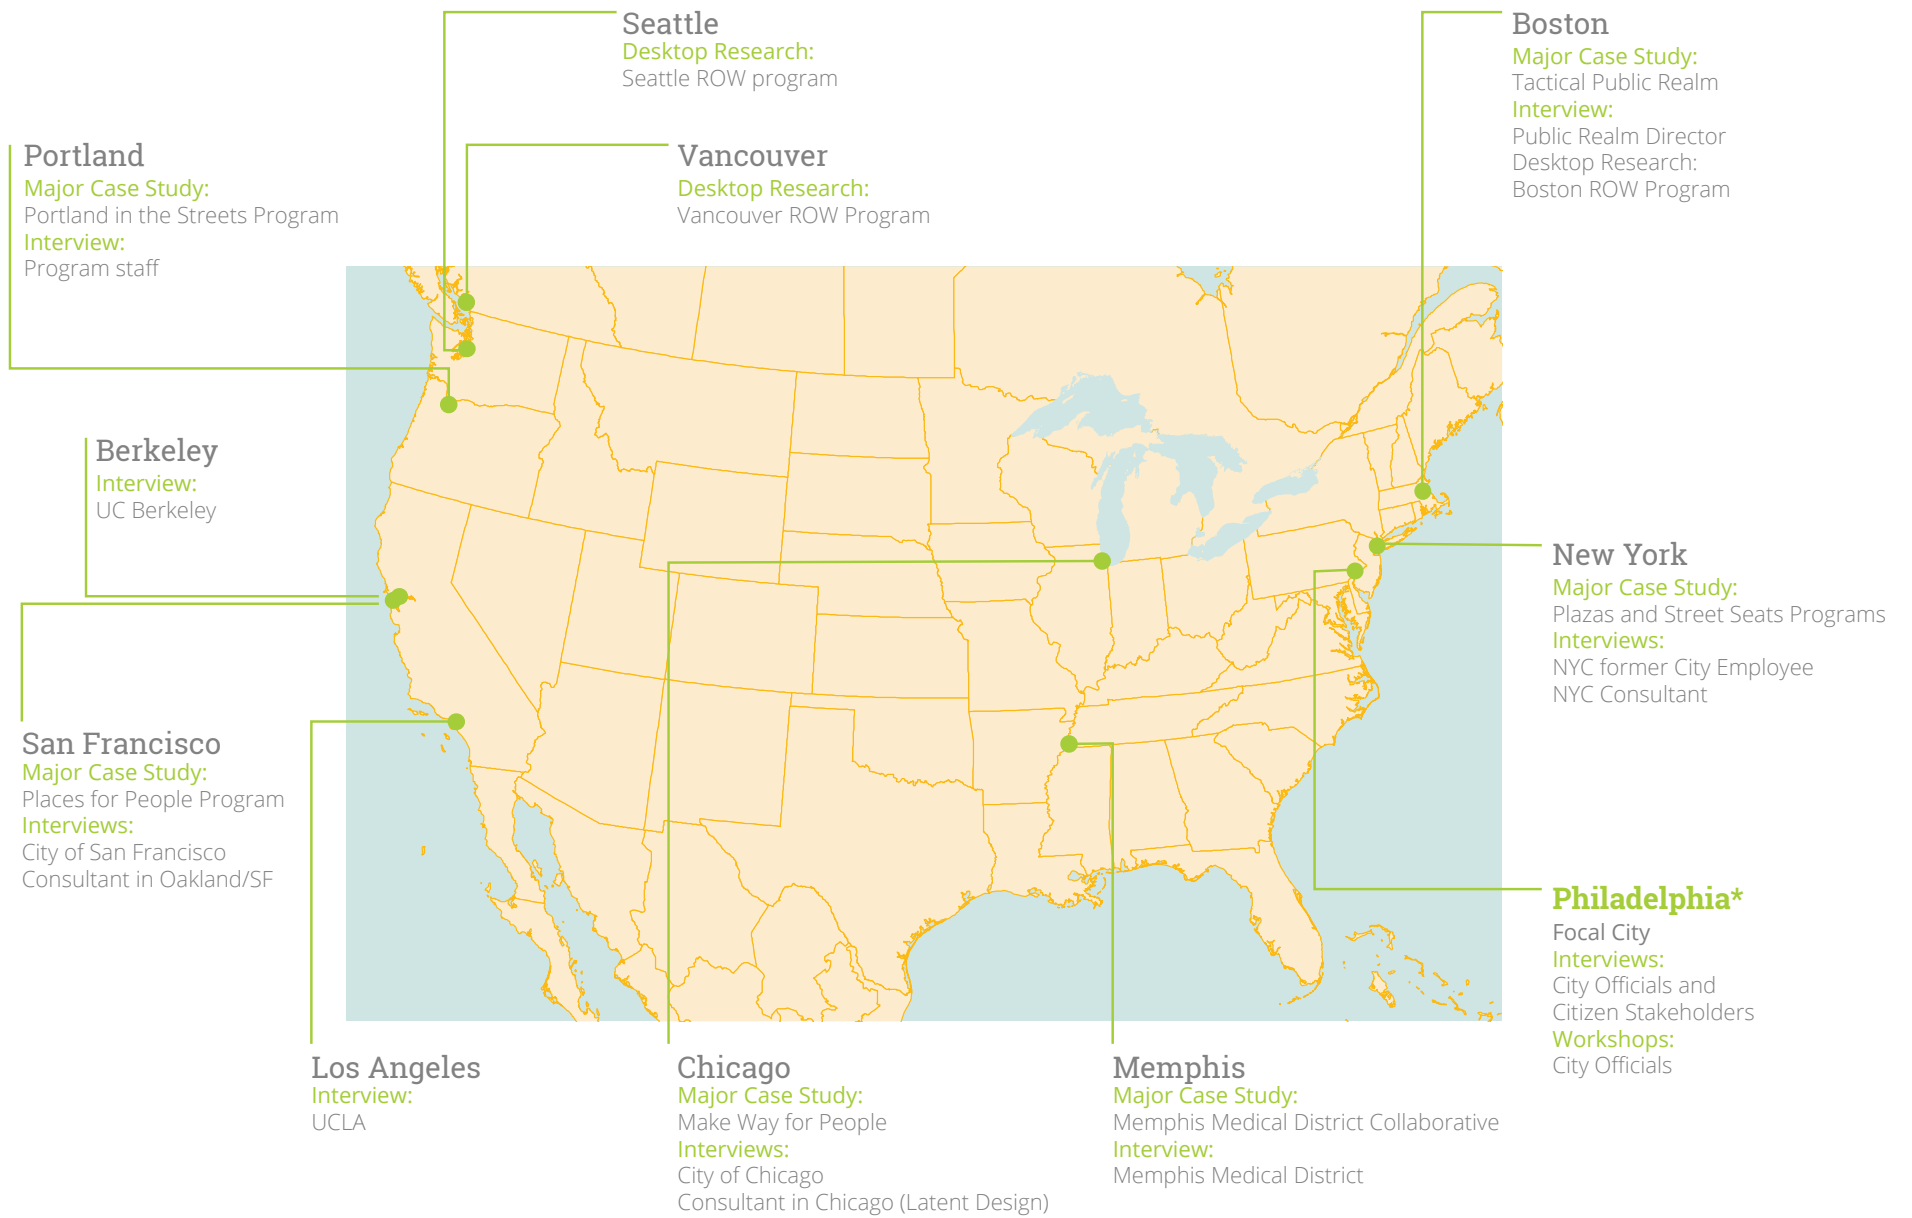 Seattle
Desktop Research:
Seattle ROW program
Boston
Major Case Study:
Tactical Public Realm
Interview:
Public Realm Director
Desktop Research:
Boston ROW Program
Portland
Major Case Study:
Portland in the Streets Program
Interview:
Program staff
Vancouver
Desktop Research:
Vancouver ROW Program
Berkeley
Interview:
UC Berkeley
New York
Major Case Study:
Plazas and Street Seats Programs
Interviews:
NYC former City Employee
NYC Consultant
San Francisco
Major Case Study:
Places for People Program
Interviews:
City of San Francisco
Consultant in Oakland/SF
Philadelphia*
Focal City
Interviews:
City Officials and
Citizen Stakeholders
Workshops:
City Officials
Los Angeles
Interview:
UCLA
Chicago
Major Case Study:
Make Way for People
Interviews:
City of Chicago
Consultant in Chicago (Latent Design)
Memphis
Major Case Study:
Memphis Medical District Collaborative
Interview:
Memphis Medical District